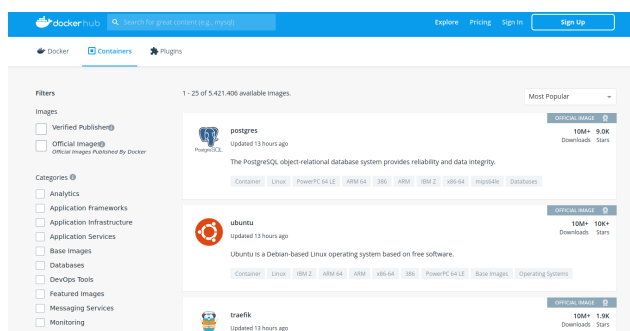 dockerhub
Search for great content (e.g., mysql)
Explore Pricing Sign In Sign Up
Docker Containers Plugins
Filters
1 - 25 of 5.421.406 available images.
Most Popular
Images
Verified Publisher
Official Images
Official Images Published By Docker
Categories
Analytics
Application Frameworks
Application Infrastructure
Application Services
Base Images
Databases
DevOps Tools
Featured Images
Messaging Services
Monitoring
OFFICIAL IMAGE
PostgreSQL
postgres
Updated 13 hours ago
10M+ 9.0K
Downloads Stars
The PostgreSQL object-relational database system provides reliability and data integrity.
Container Linux PowerPC 64 LE ARM 64 386 ARM IBM Z x86-64 mips64le Databases
OFFICIAL IMAGE
ubuntu
Updated 13 hours ago
10M+ 10K+
Downloads Stars
Ubuntu is a Debian-based Linux operating system based on free software.
Container Linux IBM Z ARM 64 ARM x86-64 386 PowerPC 64 LE Base Images Operating Systems
OFFICIAL IMAGE
traefik
Updated 13 hours ago
10M+ 1.9K
Downloads Stars